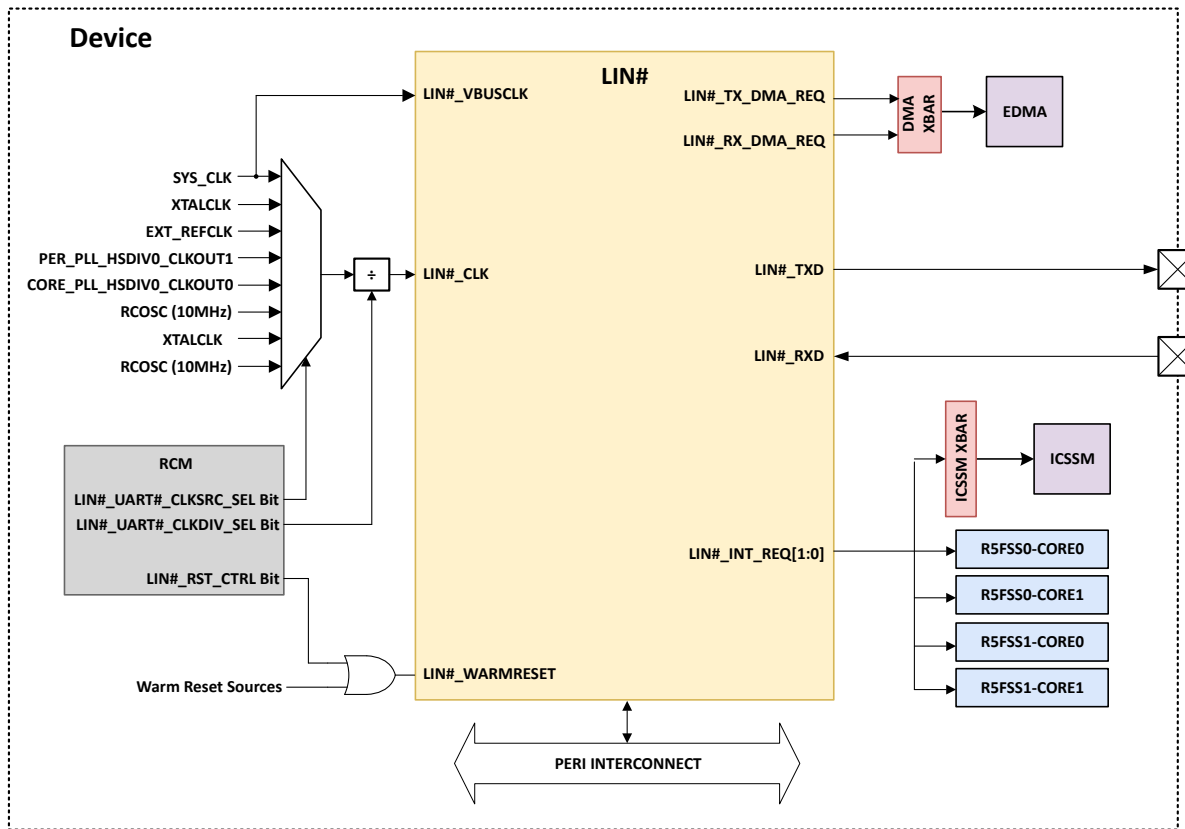 Device
LIN#
LIN#_VBUSCLK
LIN#_TX_DMA_REQ
LIN#_RX_DMA_REQ
DMA
XBAR
EDMA
SYS_CLK
XTALCLK
EXT_REFCLK
PER_PLL_HSDIV0_CLKOUT1
CORE_PLL_HSDIV0_CLKOUT0
RCOSC (10MHz)
XTALCLK
RCOSC (10MHz)
÷
LIN#_CLK
LIN#_TXD
LIN#_RXD
RCM
LIN#_UART#_CLKSRC_SEL Bit
LIN#_UART#_CLKDIV_SEL Bit
LIN#_RST_CTRL Bit
Warm Reset Sources
LIN#_WARMRESET
LIN#_INT_REQ[1:0]
ICSSM XBAR
ICSSM
R5FSS0-CORE0
R5FSS0-CORE1
R5FSS1-CORE0
R5FSS1-CORE1
PERI INTERCONNECT